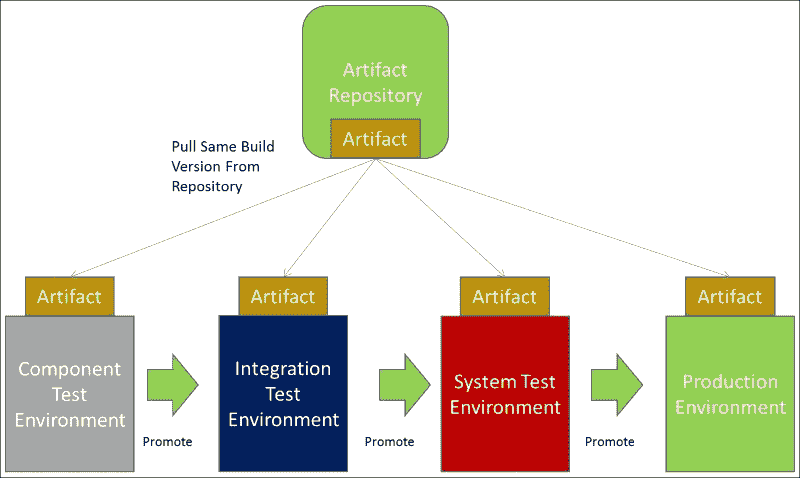 Artifact
Repository
Artifact
Pull Same Build
Version From
Repository
Artifact
Artifact
Artifact
Artifact
Component
Test
Environment
Promote
Integration
Test
Environment
Promote
System Test
Environment
Promote
Production
Environment